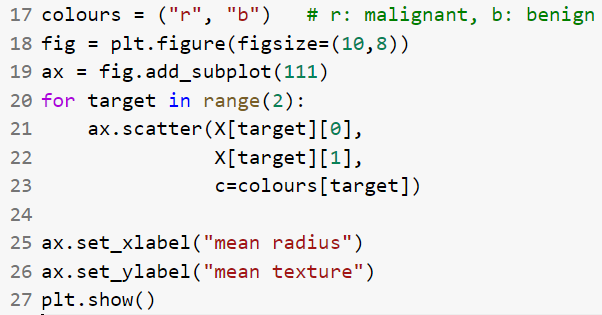 17 colours = ("r", "b")   # r: malignant, b: benign
18 fig = plt.figure(figsize=(10,8))
19 ax = fig.add_subplot(111)
20 for target in range(2):
21     ax.scatter(X[target][0],
22                X[target][1],
23                c=colours[target])
24
25 ax.set_xlabel("mean radius")
26 ax.set_ylabel("mean texture")
27 plt.show()